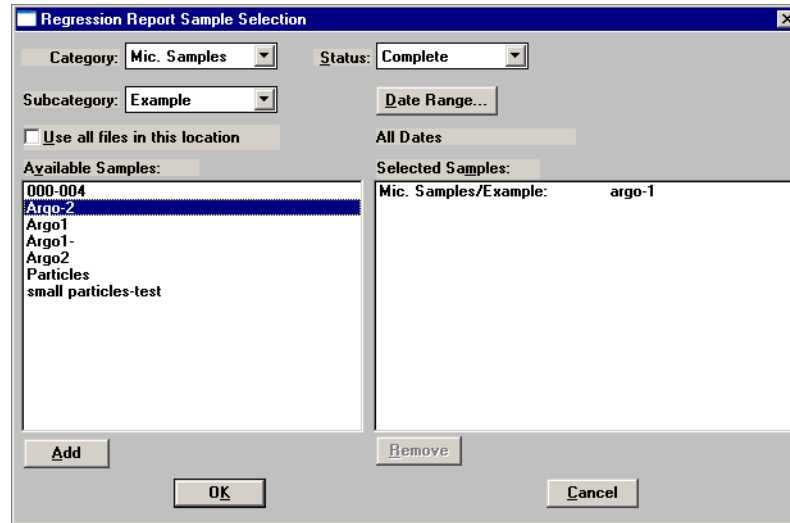 Regression Report Sample Selection
Category: Mic. Samples Status: Complete
Subcategory: Example Date Range...
Use all files in this location All Dates
Available Samples: Selected Samples:
000-004 Mic. Samples/Example: argo-1
Argo-2
Argo1
Argo1-
Argo2
Particles
small particles-test
Add Remove
OK Cancel